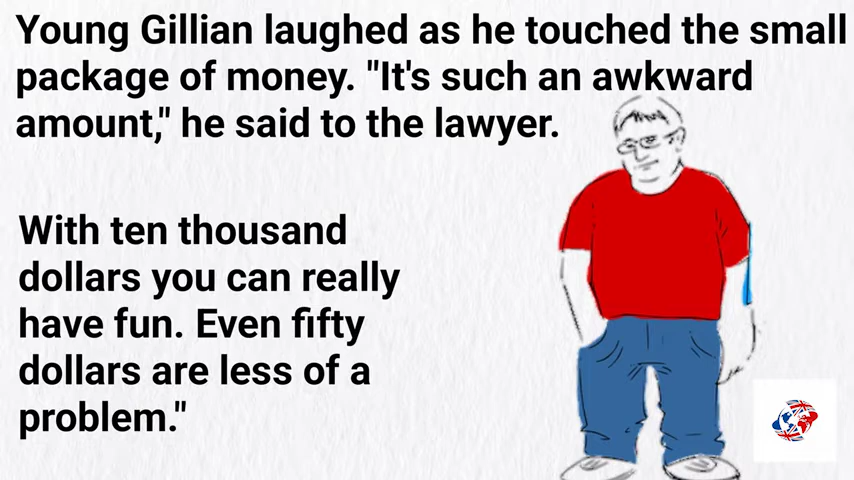 Young Gillian laughed as he touched the small
package of money. "It's such an awkward
amount," he said to the lawyer.
With ten thousand
dollars you can really
have fun. Even fifty
dollars are less of a
problem."